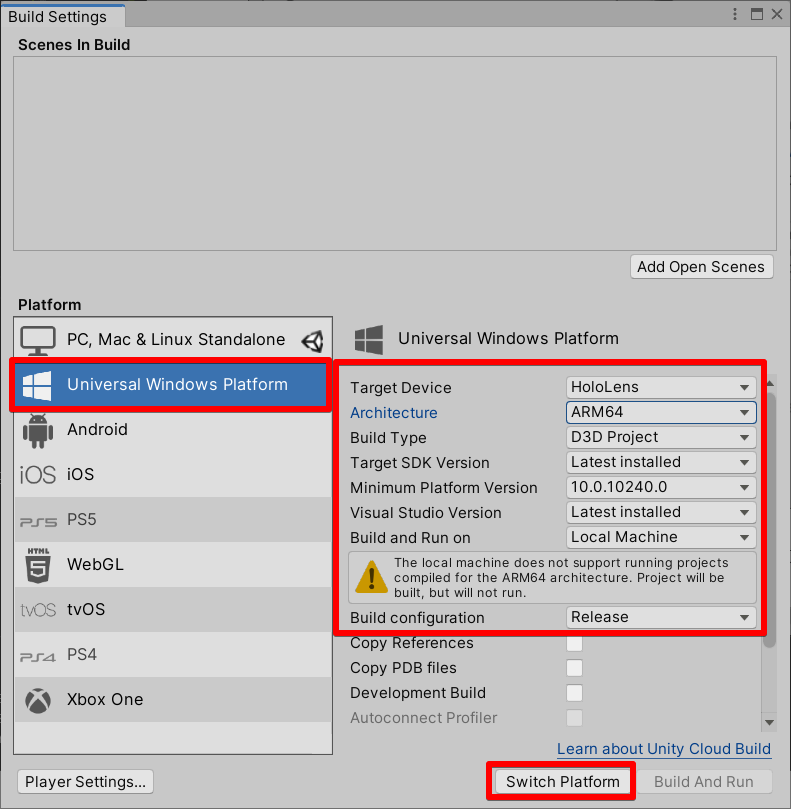 Build Settings
Scenes In Build
Add Open Scenes
Platform
PC, Mac & Linux Standalone
Universal Windows Platform
Android
iOS iOS
PS5 PS5
HTML WebGL
tvOS tvOS
PS4 PS4
Xbox One
Universal Windows Platform
Target Device HoloLens
Architecture ARM64
Build Type D3D Project
Target SDK Version Latest installed
Minimum Platform Version 10.0.10240.0
Visual Studio Version Latest installed
Build and Run on Local Machine
The local machine does not support running projects
compiled for the ARM64 architecture. Project will be
built, but will not run.
Build configuration Release
Copy References
Copy PDB files
Development Build
Autoconnect Profiler
Learn about Unity Cloud Build
Player Settings... Switch Platform Build And Run